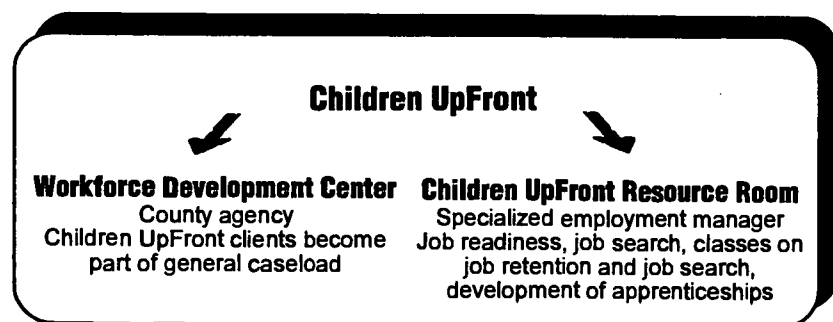 Children UpFront
Workforce Development Center
County agency
Children UpFront clients become
part of general caseload
Children UpFront Resource Room
Specialized employment manager
Job readiness, job search, classes on
job retention and job search,
development of apprenticeships